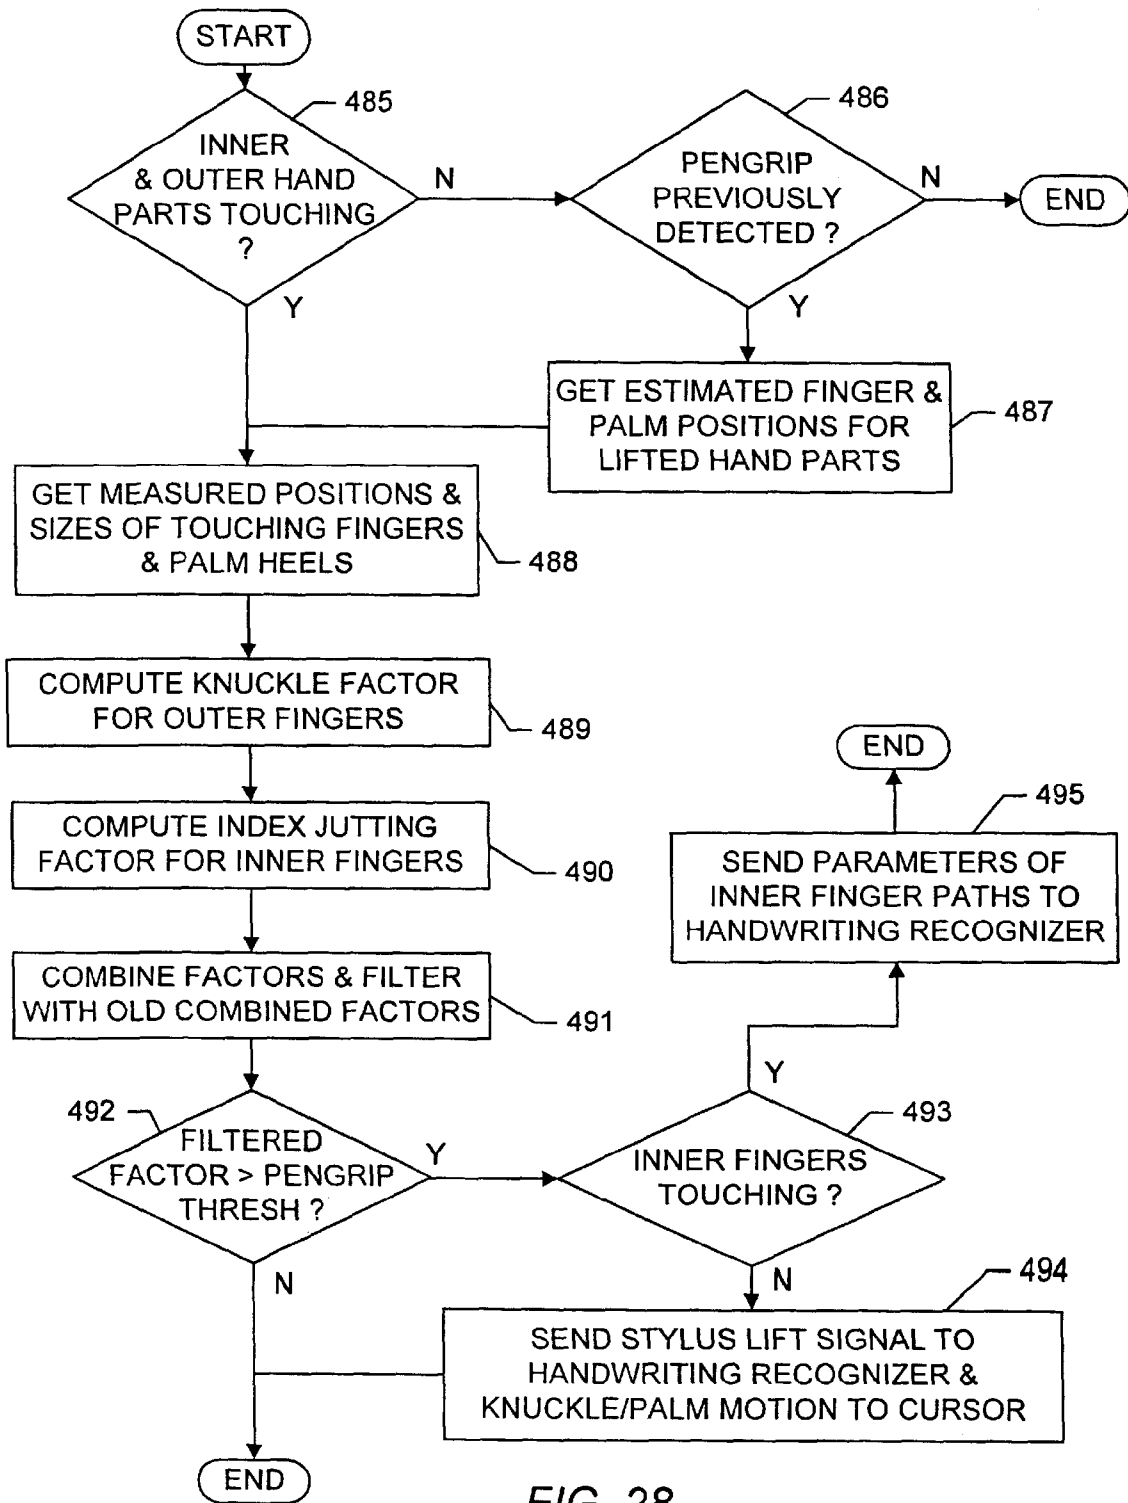 START
485
INNER
& OUTER HAND
PARTS TOUCHING
?
N
Y
486
PENGRIP
PREVIOUSLY
DETECTED ?
N
END
Y
GET ESTIMATED FINGER &
PALM POSITIONS FOR
LIFTED HAND PARTS
487
GET MEASURED POSITIONS &
SIZES OF TOUCHING FINGERS
& PALM HEELS
488
COMPUTE KNUCKLE FACTOR
FOR OUTER FINGERS
489
COMPUTE INDEX JUTTING
FACTOR FOR INNER FINGERS
490
COMBINE FACTORS & FILTER
WITH OLD COMBINED FACTORS
491
492
FILTERED
FACTOR > PENGRIP
THRESH ?
Y
N
END
495
SEND PARAMETERS OF
INNER FINGER PATHS TO
HANDWRITING RECOGNIZER
Y
493
INNER FINGERS
TOUCHING ?
N
494
SEND STYLUS LIFT SIGNAL TO
HANDWRITING RECOGNIZER &
KNUCKLE/PALM MOTION TO CURSOR
END
FIG. 28